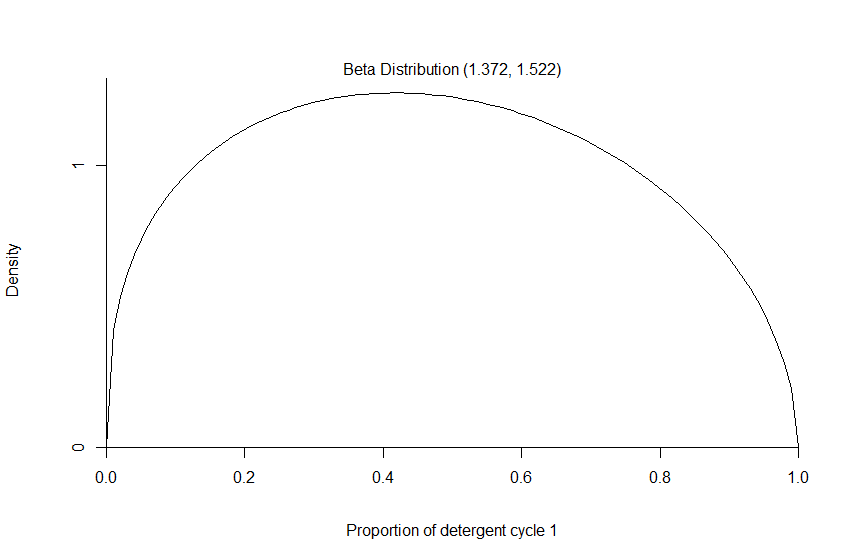 Beta Distribution (1.372, 1.522)
1
Density
0
0.0 0.2 0.4 0.6 0.8 1.0
Proportion of detergent cycle 1